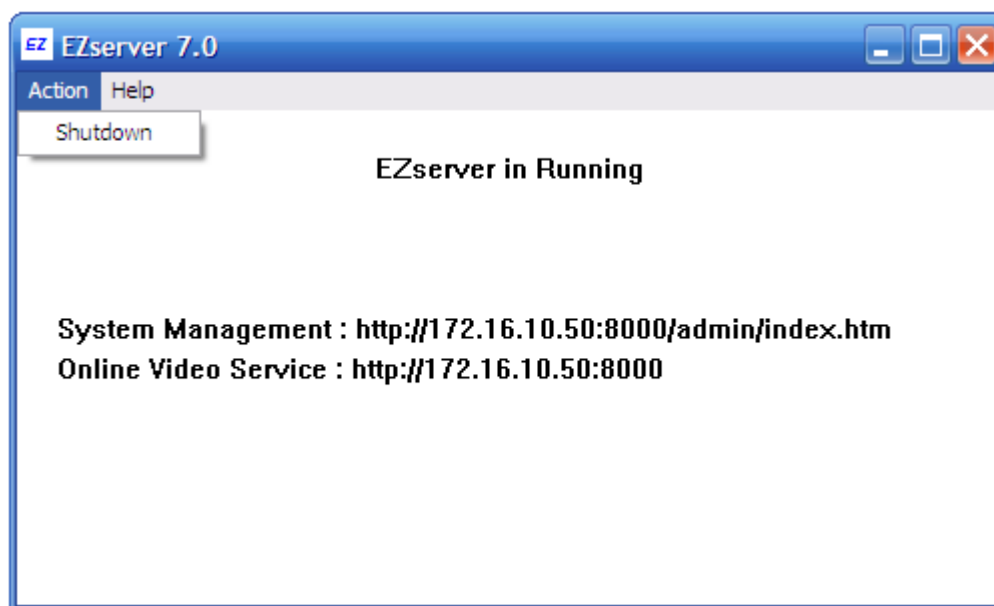 EZ EZserver 7.0
Action Help
Shutdown
EZserver in Running
System Management : http://172.16.10.50:8000/admin/index.htm
Online Video Service : http://172.16.10.50:8000